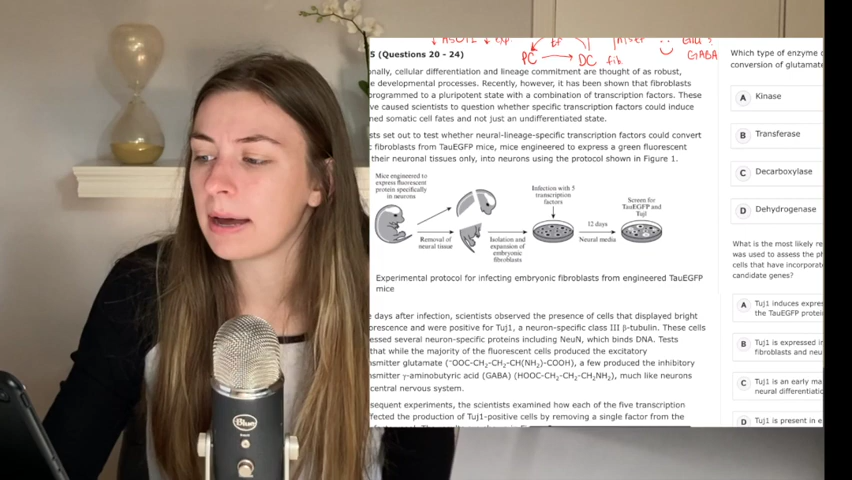 ↓ exp.
PC → DC fib
GABA
5 (Questions 20 - 24)
onally, cellular differentiation and lineage commitment are thought of as robust,
e developmental processes. Recently, however, it has been shown that fibroblasts
programmed to a pluripotent state with a combination of transcription factors. These
ve caused scientists to question whether specific transcription factors could induce
ned somatic cell fates and not just an undifferentiated state.
sts set out to test whether neural-lineage-specific transcription factors could convert
c fibroblasts from TauEGFP mice, mice engineered to express a green fluorescent
their neuronal tissues only, into neurons using the protocol shown in Figure 1.
Mice engineered to
express fluorescent
protein specifically
in neurons
Removal of
neural tissue
Isolation and
expansion of
embryonic
fibroblasts
Infection with 5
transcription
factors
12 days
Neural media
Screen for
TauEGFP and
TujI
Experimental protocol for infecting embryonic fibroblasts from engineered TauEGFP
mice
e days after infection, scientists observed the presence of cells that displayed bright
orescence and were positive for Tuj1, a neuron-specific class III β-tubulin. These cells
essed several neuron-specific proteins including NeuN, which binds DNA. Tests
that while the majority of the fluorescent cells produced the excitatory
nsmitter glutamate (⁻OOC-CH₂-CH₂-CH(NH₂)-COOH), a few produced the inhibitory
nsmitter γ-aminobutyric acid (GABA) (HOOC-CH₂-CH₂-CH₂NH₂), much like neurons
central nervous system.
sequent experiments, the scientists examined how each of the five transcription
ffected the production of Tuj1-positive cells by removing a single factor from the
Which type of enzyme c
conversion of glutamate
A Kinase
B Transferase
C Decarboxylase
D Dehydrogenase
What is the most likely re
was used to assess the ph
cells that have incorporat
candidate genes?
A Tuj1 induces expres
the TauEGFP protei
B Tuj1 is expressed i
fibroblasts and neu
C Tuj1 is an early ma
neural differentiatio
D Tuj1 is present in e
Blue